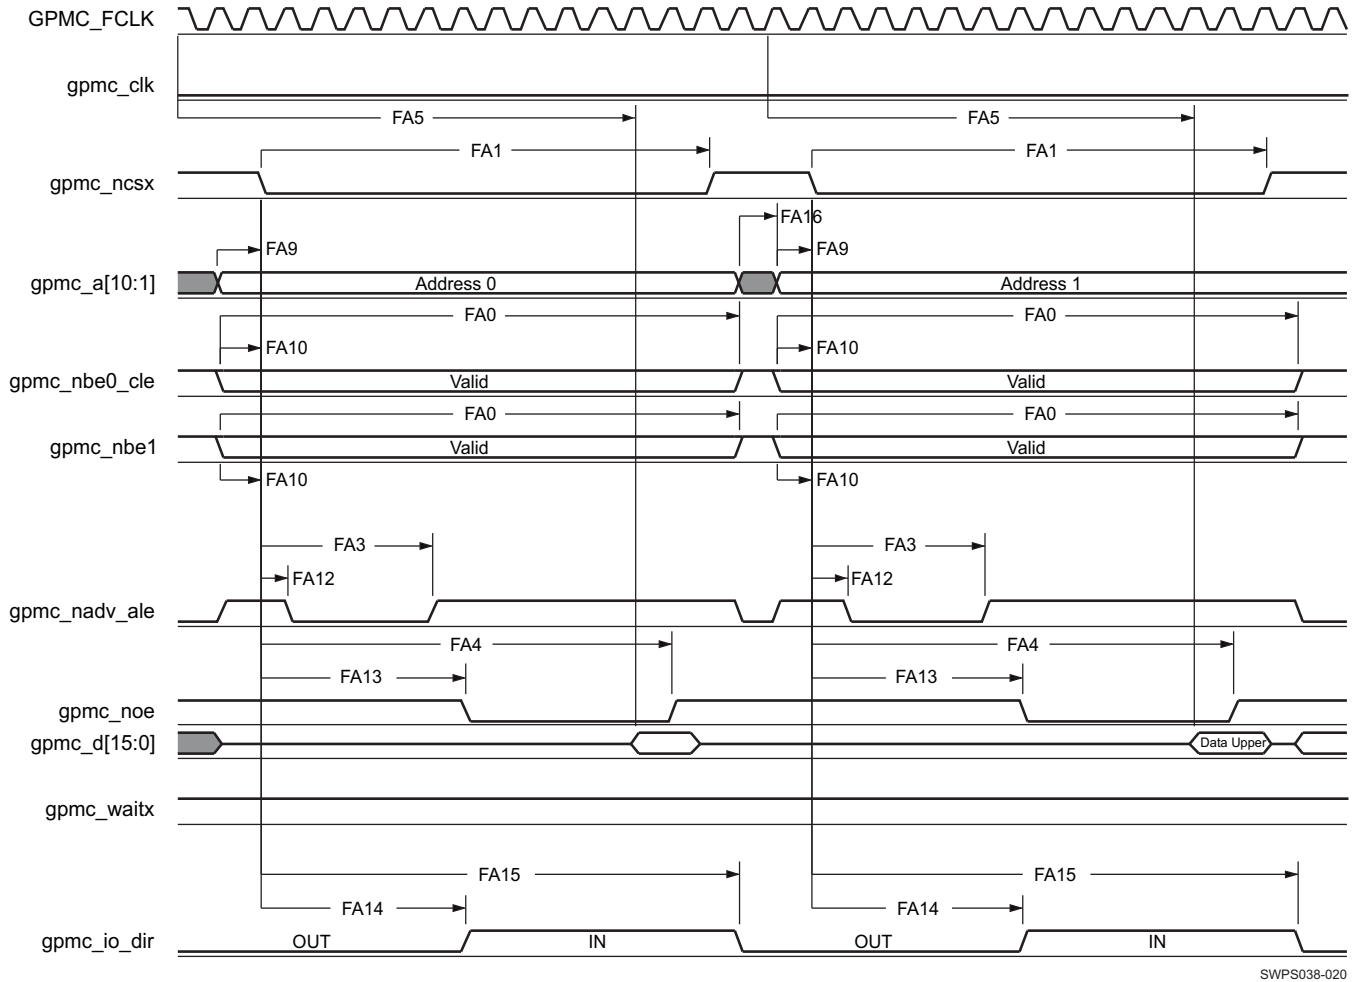 GPMC_FCLK
gpmc_clk
FA5 FA5
FA1 FA1
gpmc_ncsx
FA16
FA9 FA9
gpmc_a[10:1] Address 0 Address 1
FA0 FA0
FA10 FA10
gpmc_nbe0_cle Valid Valid
FA0 FA0
gpmc_nbe1 Valid Valid
FA10 FA10
FA3 FA3
FA12 FA12
gpmc_nadv_ale
FA4 FA4
FA13 FA13
gpmc_noe
gpmc_d[15:0] Data Upper
gpmc_waitx
FA15 FA15
FA14 FA14
gpmc_io_dir OUT IN OUT IN
SWPS038-020